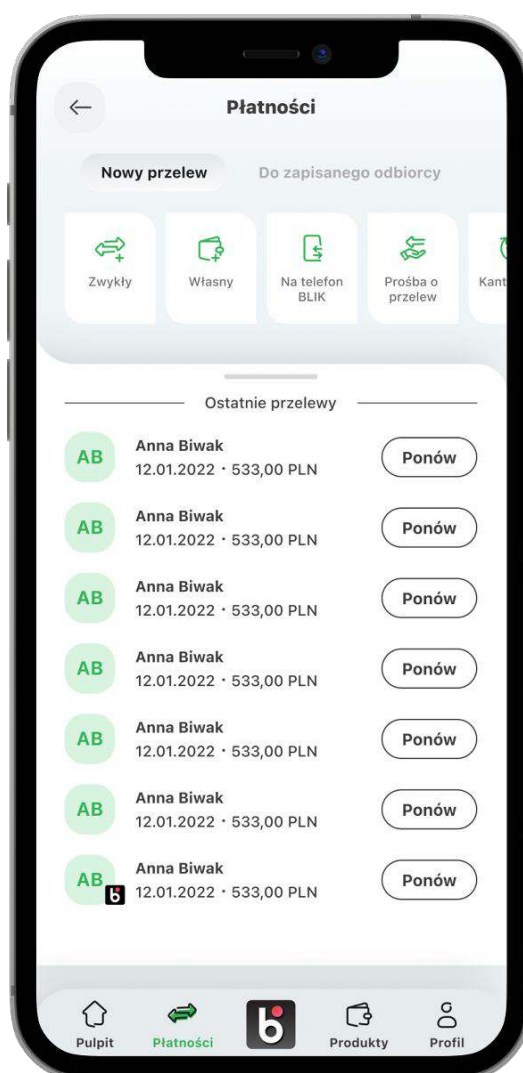 Płatności
Nowy przelew
Do zapisanego odbiorcy
Zwykły
Własny
Na telefon
BLIK
Prośba o
przelew
Kant
Ostatnie przelewy
AB
Anna Biwak
12.01.2022 · 533,00 PLN
Ponów
AB
Anna Biwak
12.01.2022 · 533,00 PLN
Ponów
AB
Anna Biwak
12.01.2022 · 533,00 PLN
Ponów
AB
Anna Biwak
12.01.2022 · 533,00 PLN
Ponów
AB
Anna Biwak
12.01.2022 · 533,00 PLN
Ponów
AB
Anna Biwak
12.01.2022 · 533,00 PLN
Ponów
AB
Anna Biwak
12.01.2022 · 533,00 PLN
Ponów
Pulpit
Płatności
Produkty
Profil